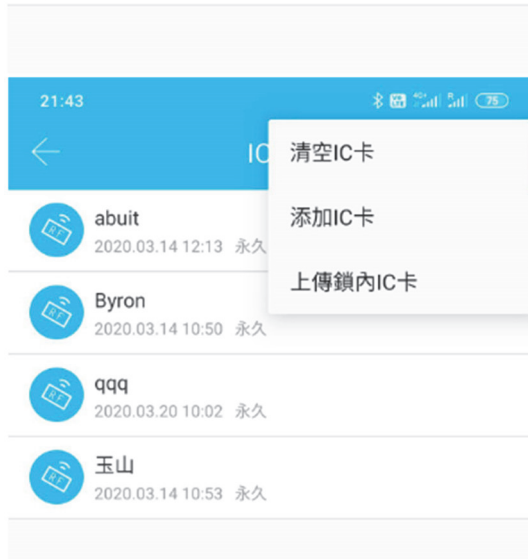 21:43
75
IC
清空IC卡
添加IC卡
上傳鎖內IC卡
abuit
2020.03.14 12:13 永久
Byron
2020.03.14 10:50 永久
qqq
2020.03.20 10:02 永久
玉山
2020.03.14 10:53 永久